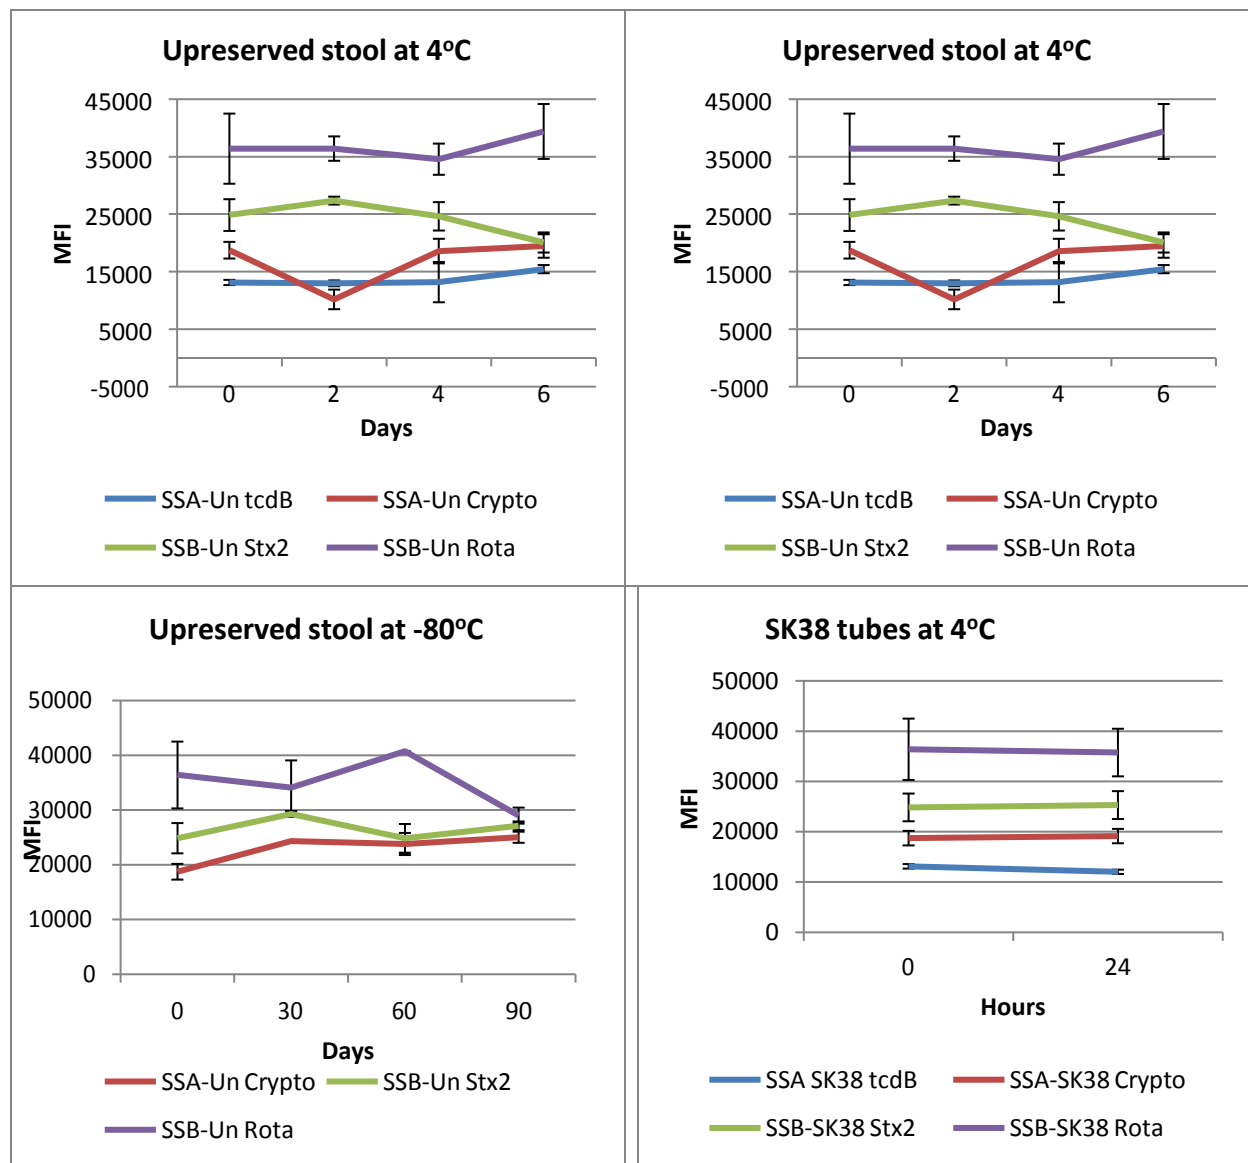 Upreserved stool at 4ºC
45000
35000
25000
15000
5000
-5000
MFI
0 2 4 6
Days
SSA-Un tcdB SSA-Un Crypto
SSB-Un Stx2 SSB-Un Rota
Upreserved stool at 4ºC
45000
35000
25000
15000
5000
-5000
MFI
0 2 4 6
Days
SSA-Un tcdB SSA-Un Crypto
SSB-Un Stx2 SSB-Un Rota
Upreserved stool at -80ºC
50000
40000
30000
20000
10000
0
MFI
0 30 60 90
Days
SSA-Un Crypto SSB-Un Stx2
SSB-Un Rota
SK38 tubes at 4ºC
50000
40000
30000
20000
10000
0
MFI
0 24
Hours
SSA SK38 tcdB SSA-SK38 Crypto
SSB-SK38 Stx2 SSB-SK38 Rota